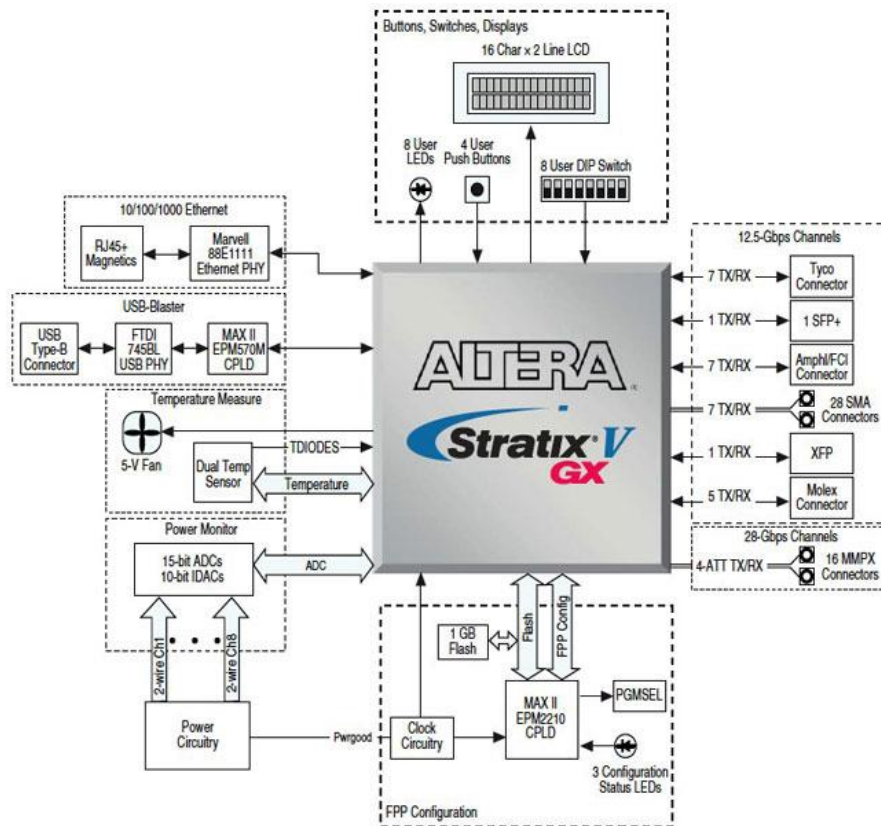 Buttons, Switches, Displays
16 Char × 2 Line LCD
8 User
LEDs
4 User
Push Buttons
8 User DIP Switch
10/100/1000 Ethernet
RJ45+
Magnetics
Marvell
88E1111
Ethernet PHY
USB-Blaster
USB
Type-B
Connector
FTDI
745BL
USB PHY
MAX II
EPM570M
CPLD
Temperature Measure
5-V Fan
TDIODES
Dual Temp
Sensor
Temperature
Power Monitor
15-bit ADCs
10-bit IDACs
ADC
2-wire Ch1
2-wire Ch8
Power
Circuitry
Pwrgood
ALTERA
Stratix V
GX
12.5-Gbps Channels
7 TX/RX
Tyco
Connector
1 TX/RX
1 SFP+
7 TX/RX
Amphl/FCI
Connector
7 TX/RX
28 SMA
Connectors
1 TX/RX
XFP
5 TX/RX
Molex
Connector
28-Gbps Channels
4-ATT TX/RX
16 MMPX
Connectors
1 GB
Flash
Flash
FPP Config
Clock
Circuitry
MAX II
EPM2210
CPLD
PGMSEL
3 Configuration
Status LEDs
FPP Configuration